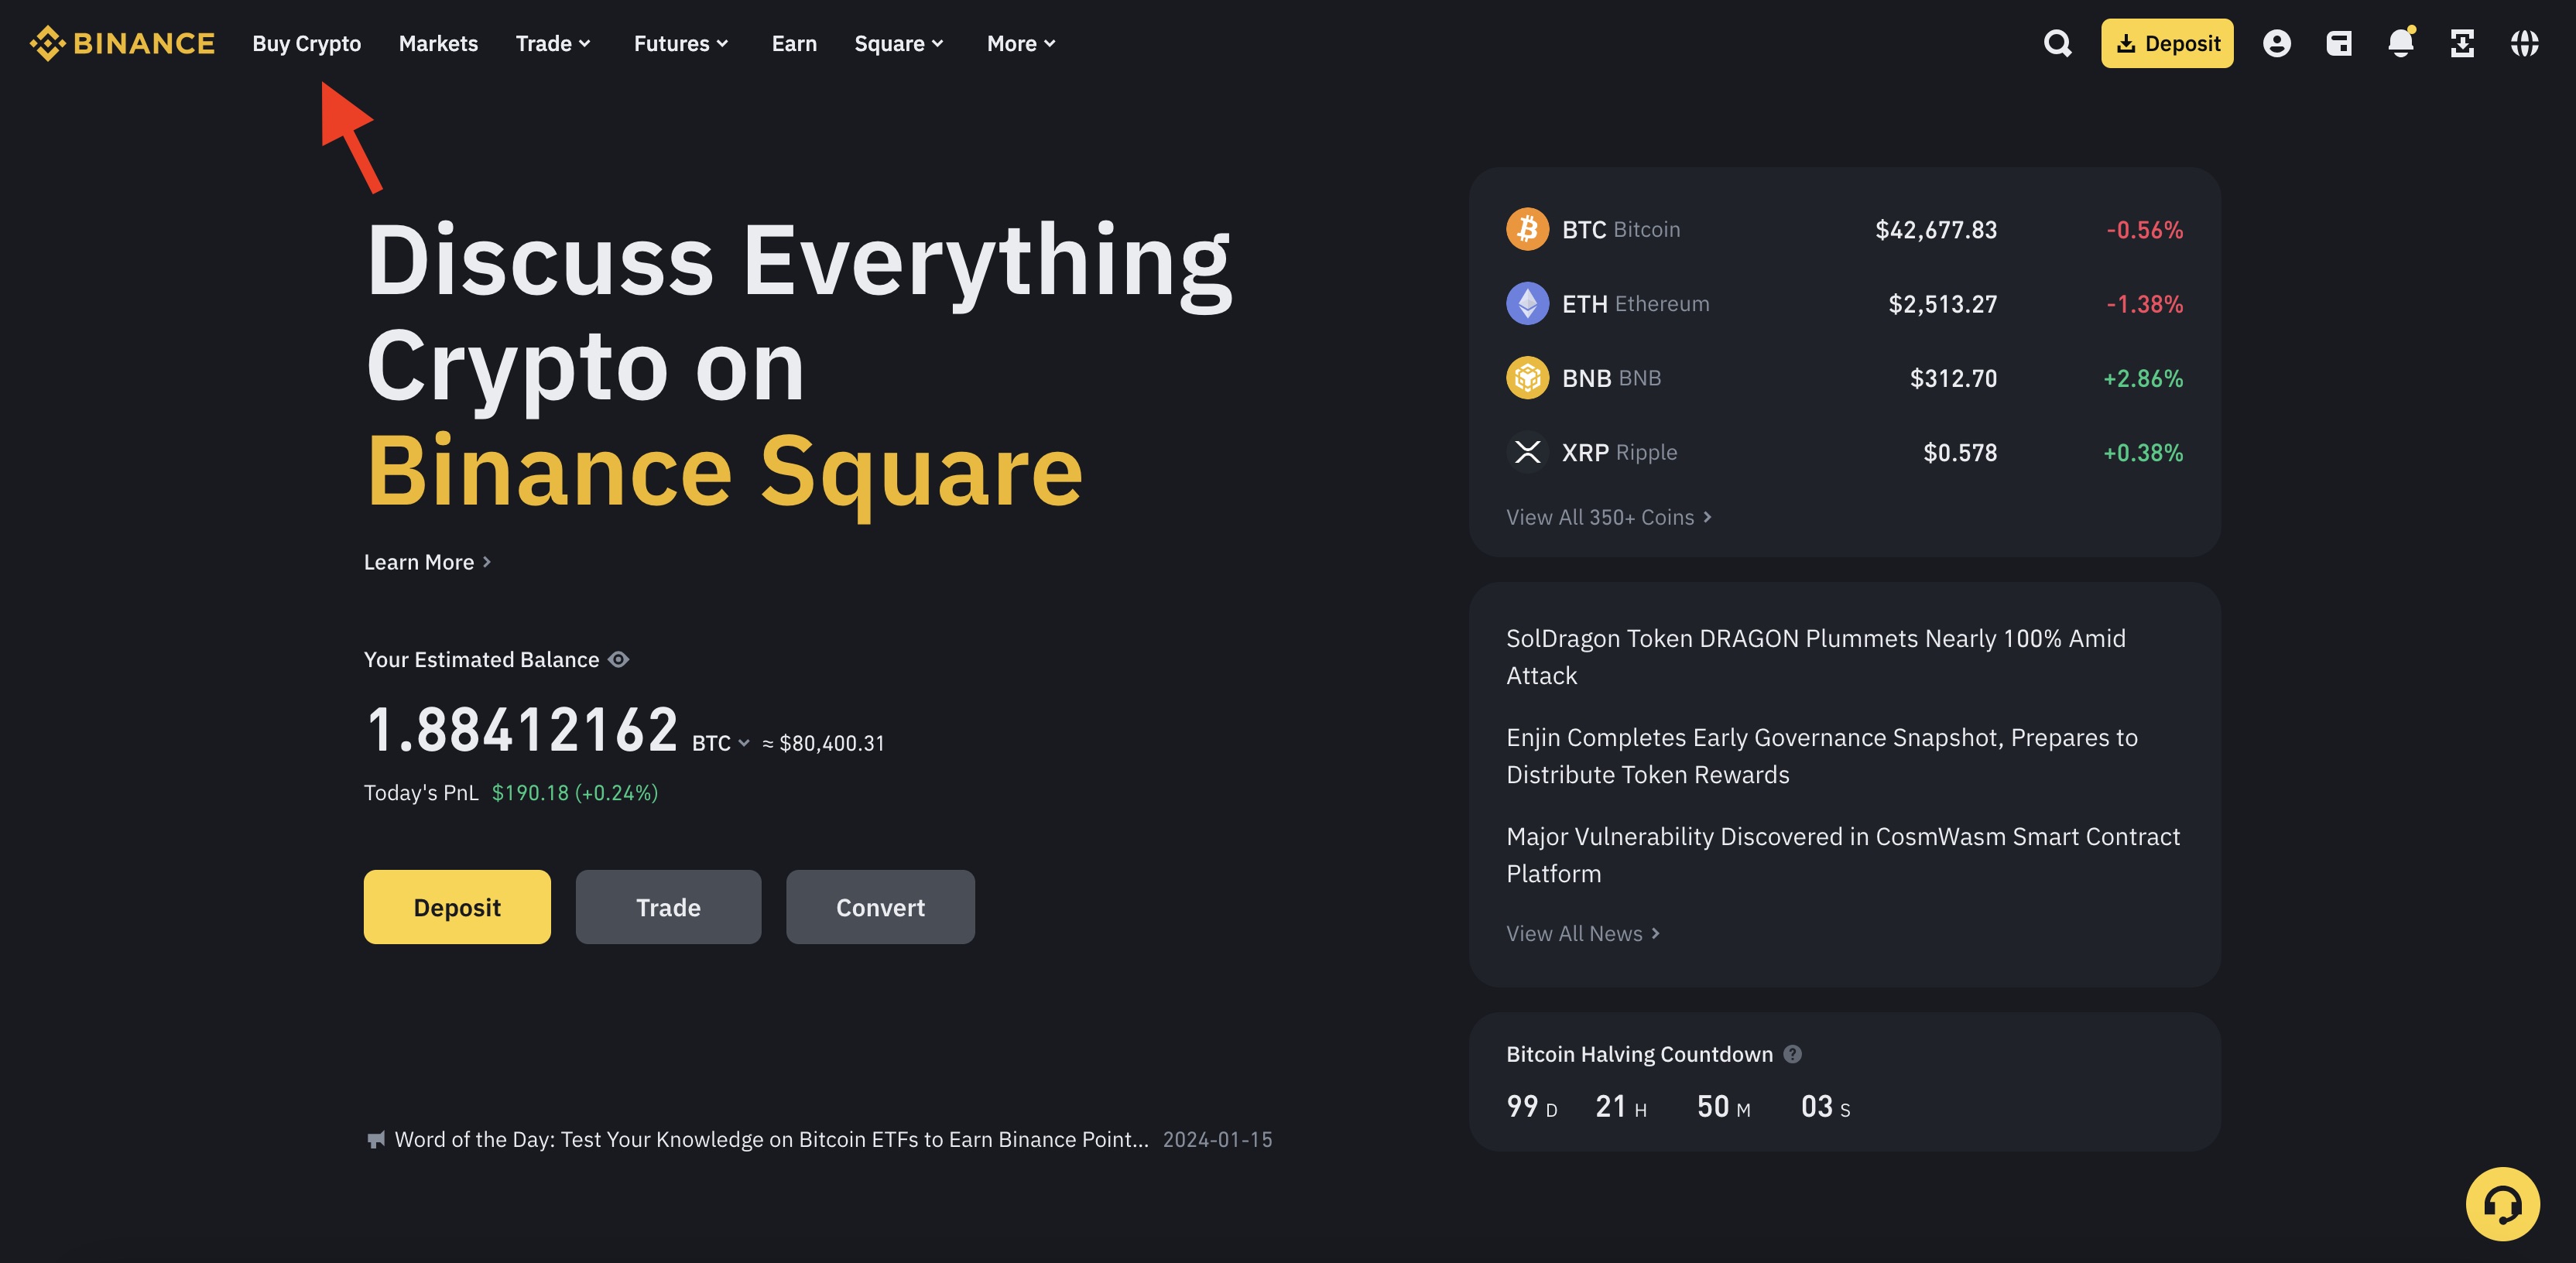 BINANCE Buy Crypto Markets Trade Futures Earn Square More Deposit
Discuss Everything
Crypto on
Binance Square
Learn More
Your Estimated Balance
1.88412162 BTC ≈ $80,400.31
Today's PnL $190.18 (+0.24%)
Deposit Trade Convert
Word of the Day: Test Your Knowledge on Bitcoin ETFs to Earn Binance Point... 2024-01-15
BTC Bitcoin $42,677.83 -0.56%
ETH Ethereum $2,513.27 -1.38%
BNB BNB $312.70 +2.86%
XRP Ripple $0.578 +0.38%
View All 350+ Coins
SolDragon Token DRAGON Plummets Nearly 100% Amid
Attack
Enjin Completes Early Governance Snapshot, Prepares to
Distribute Token Rewards
Major Vulnerability Discovered in CosmWasm Smart Contract
Platform
View All News
Bitcoin Halving Countdown
99 D 21 H 50 M 03 S